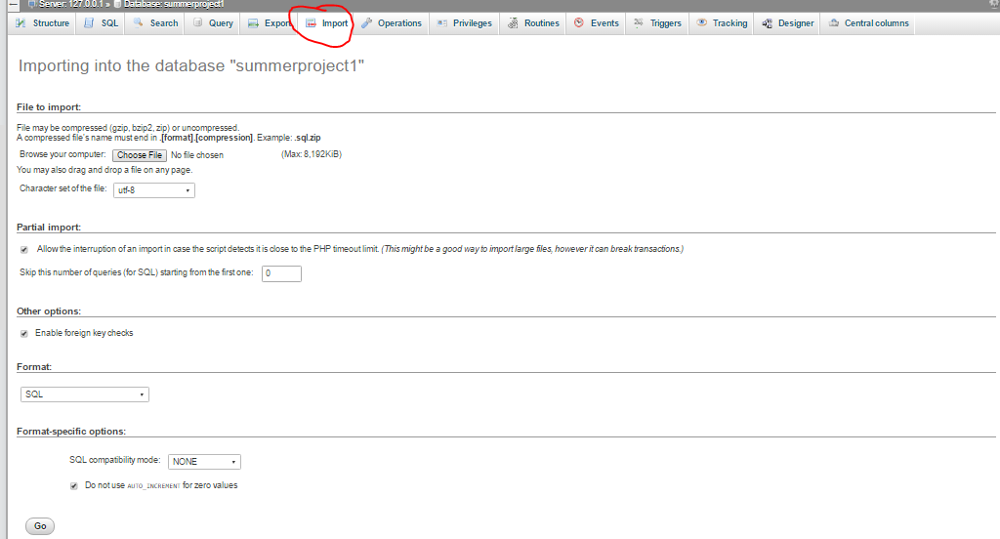 Server: 127.0.0.1 » Database: summerproject1
Structure SQL Search Query Export Import Operations Privileges Routines Events Triggers Tracking Designer Central columns
Importing into the database "summerproject1"
File to import:
File may be compressed (gzip, bzip2, zip) or uncompressed.
A compressed file's name must end in .[format].[compression]. Example: .sql.zip
Browse your computer: Choose File No file chosen (Max: 8,192KiB)
You may also drag and drop a file on any page.
Character set of the file: utf-8
Partial import:
Allow the interruption of an import in case the script detects it is close to the PHP timeout limit. (This might be a good way to import large files, however it can break transactions.)
Skip this number of queries (for SQL) starting from the first one: 0
Other options:
Enable foreign key checks
Format:
SQL
Format-specific options:
SQL compatibility mode: NONE
Do not use AUTO_INCREMENT for zero values
Go